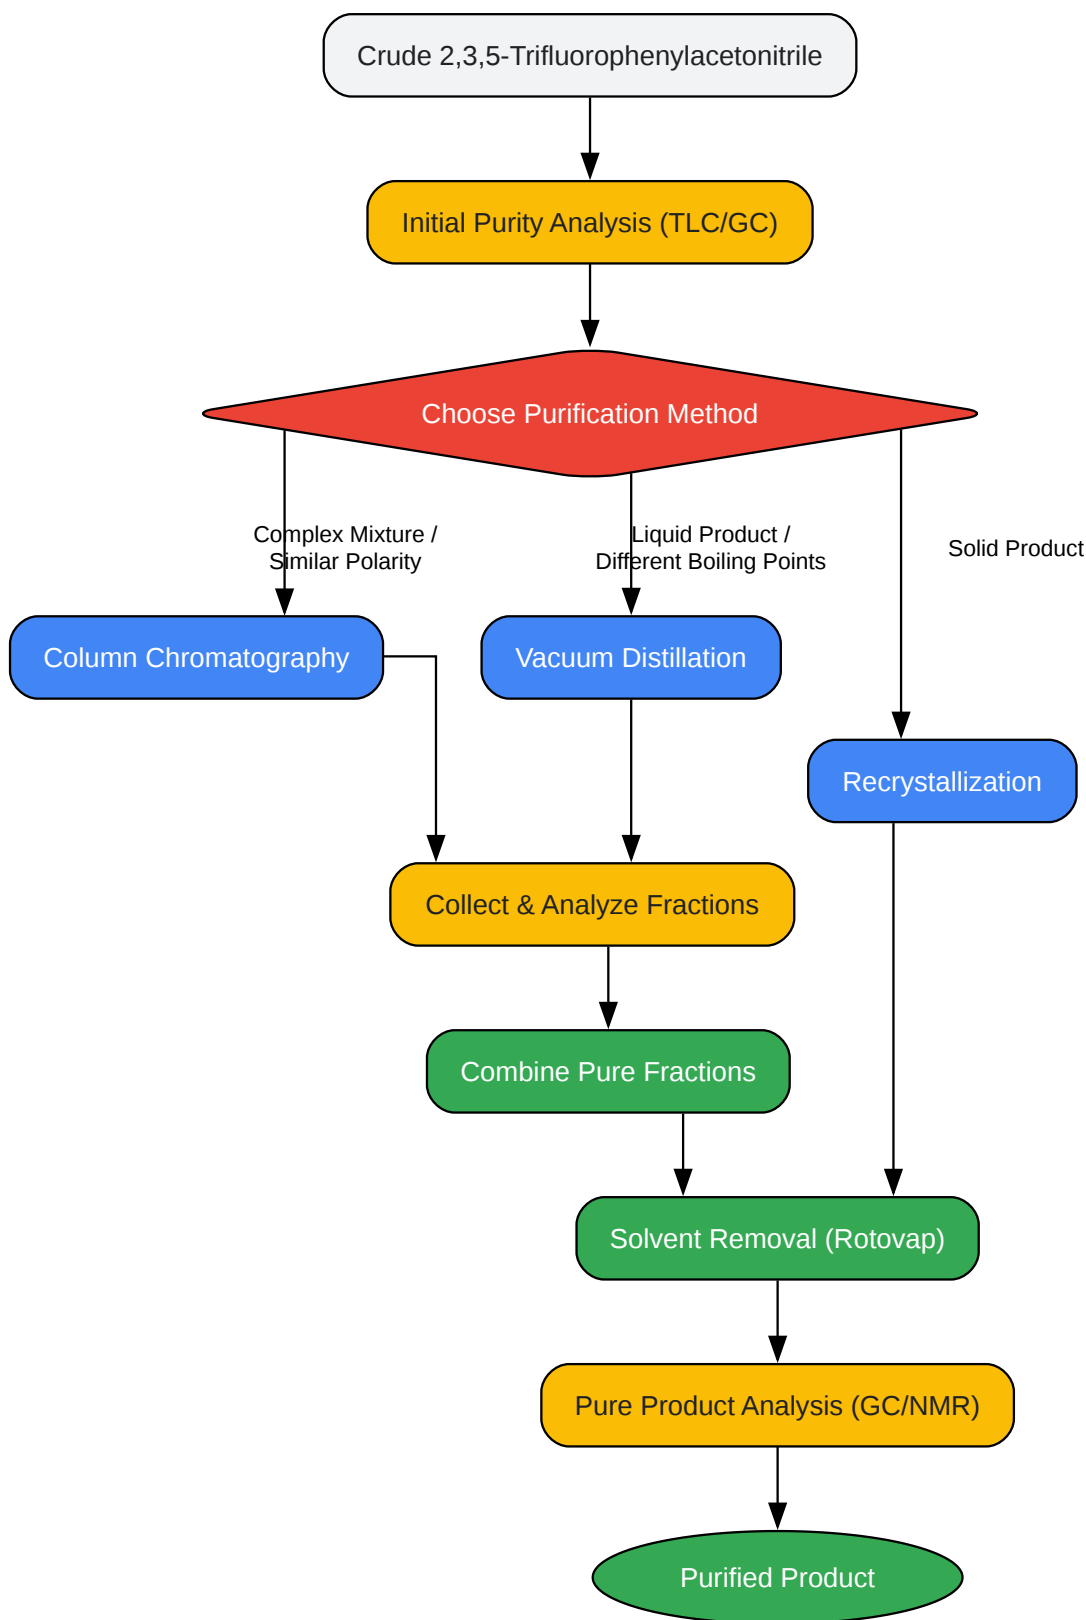 Crude 2,3,5-Trifluorophenylacetonitrile
Initial Purity Analysis (TLC/GC)
Choose Purification Method
Complex Mixture /
Similar Polarity
Liquid Product /
Different Boiling Points
Solid Product
Column Chromatography
Vacuum Distillation
Recrystallization
Collect & Analyze Fractions
Combine Pure Fractions
Solvent Removal (Rotovap)
Pure Product Analysis (GC/NMR)
Purified Product